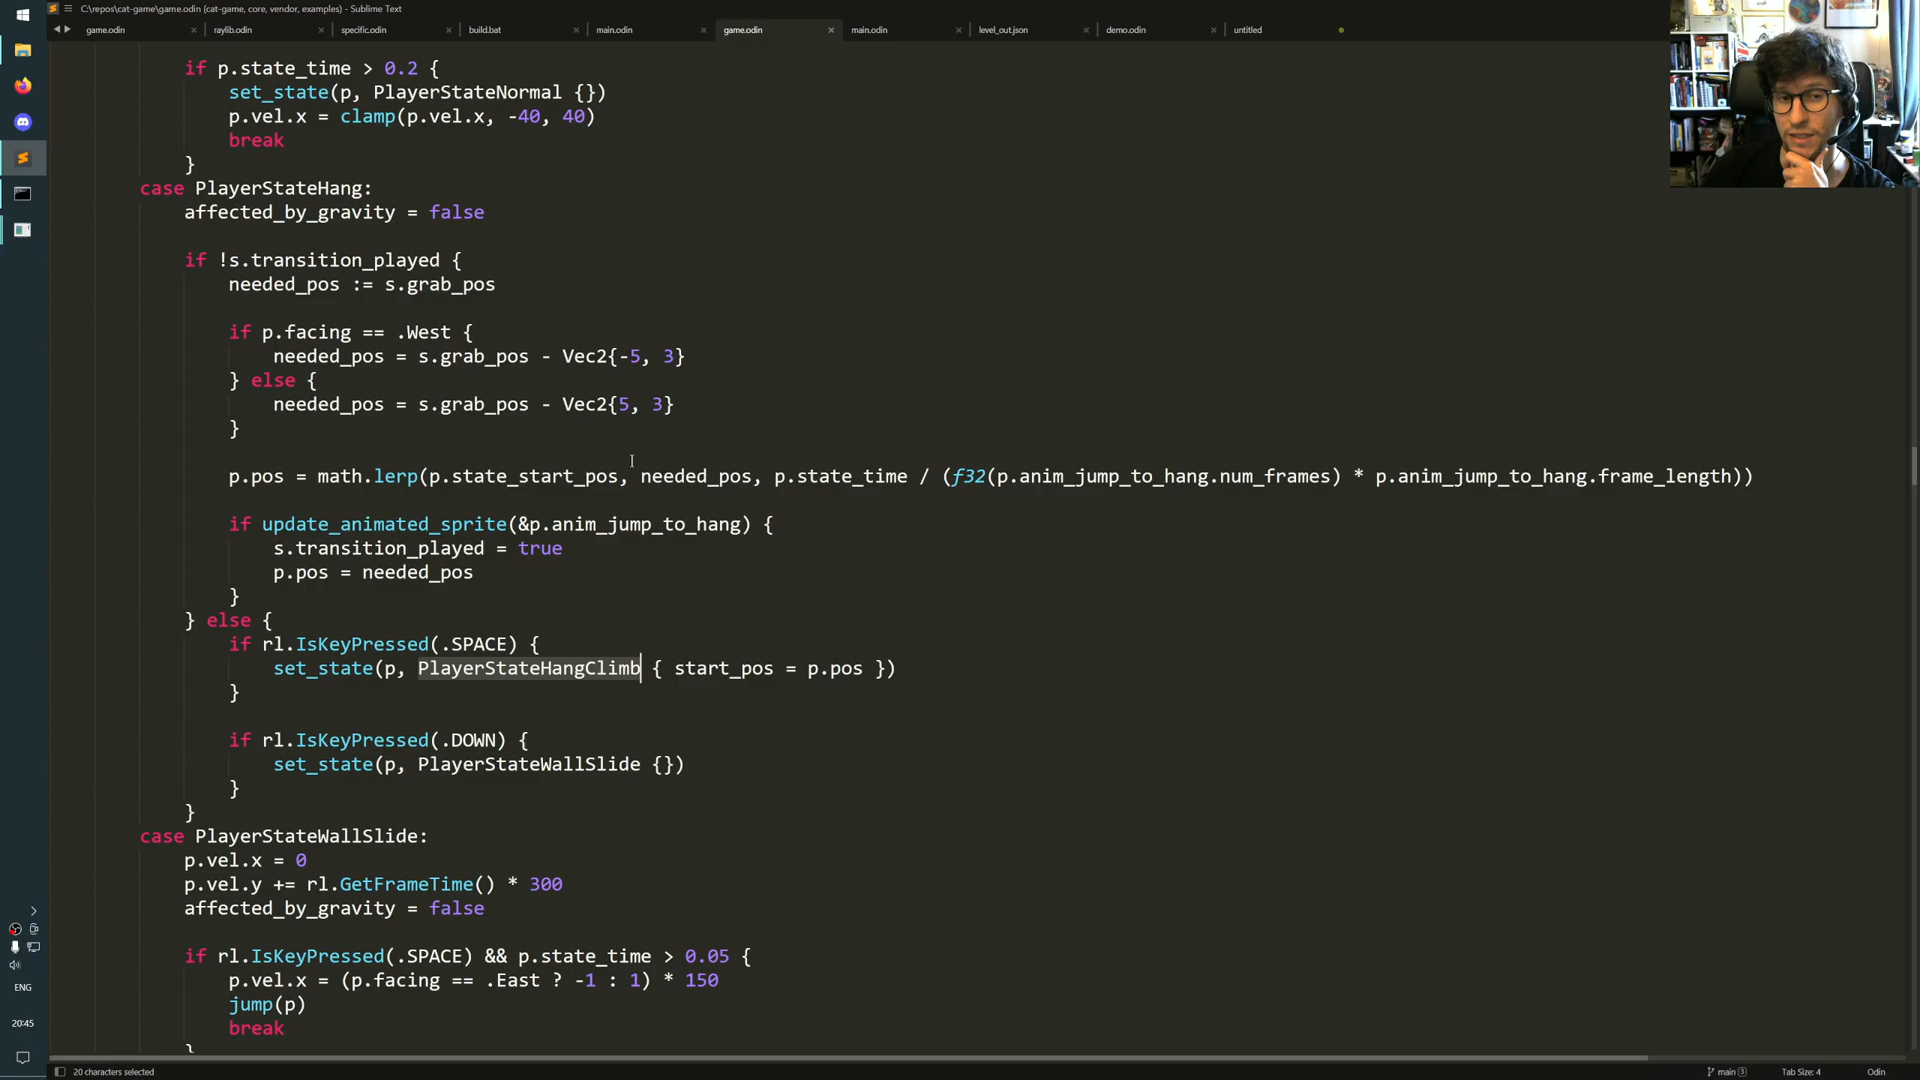 C:\repos\cat-game\game.odin (cat-game, core, vendor, examples) - Sublime Text
game.odin
raylib.odin
specific.odin
build.bat
main.odin
game.odin
main.odin
level_out.json
demo.odin
untitled
if p.state_time > 0.2 {
set_state(p, PlayerStateNormal {})
p.vel.x = clamp(p.vel.x, -40, 40)
break
}
case PlayerStateHang:
affected_by_gravity = false
if !s.transition_played {
needed_pos := s.grab_pos
if p.facing == .West {
needed_pos = s.grab_pos - Vec2{-5, 3}
} else {
needed_pos = s.grab_pos - Vec2{5, 3}
}
p.pos = math.lerp(p.state_start_pos, needed_pos, p.state_time / (f32(p.anim_jump_to_hang.num_frames) * p.anim_jump_to_hang.frame_length))
if update_animated_sprite(&p.anim_jump_to_hang) {
s.transition_played = true
p.pos = needed_pos
}
} else {
if rl.IsKeyPressed(.SPACE) {
set_state(p, PlayerStateHangClimb { start_pos = p.pos })
}
if rl.IsKeyPressed(.DOWN) {
set_state(p, PlayerStateWallSlide {})
}
}
case PlayerStateWallSlide:
p.vel.x = 0
p.vel.y += rl.GetFrameTime() * 300
affected_by_gravity = false
if rl.IsKeyPressed(.SPACE) && p.state_time > 0.05 {
p.vel.x = (p.facing == .East ? -1 : 1) * 150
jump(p)
break
}
ENG
20:45
20 characters selected
main 3
Tab Size: 4
Odin